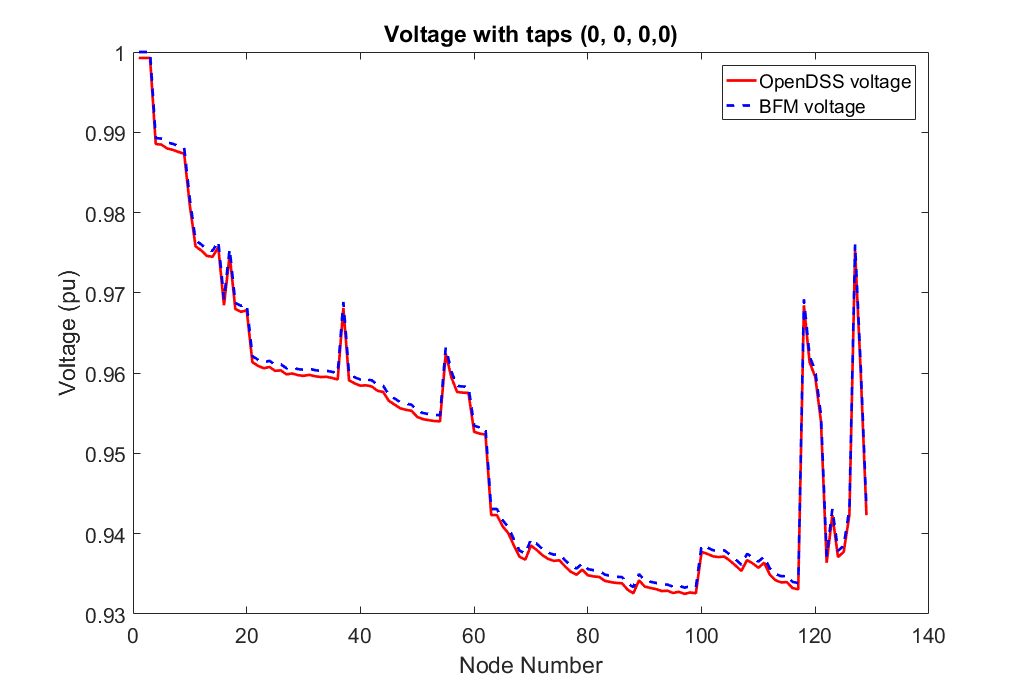 Voltage with taps (0, 0, 0,0)
OpenDSS voltage
BFM voltage
Voltage (pu)
1
0.99
0.98
0.97
0.96
0.95
0.94
0.93
0 20 40 60 80 100 120 140
Node Number